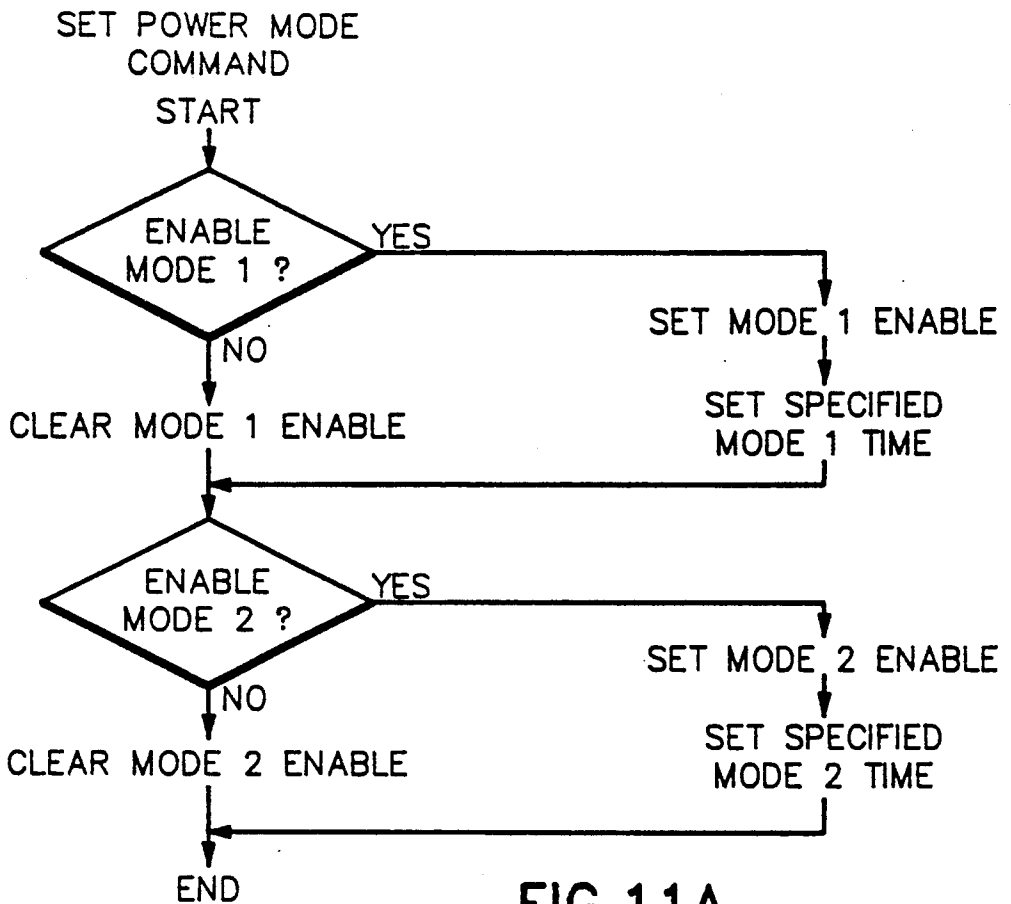 SET POWER MODE
COMMAND
START
ENABLE
MODE 1 ?
YES
NO
SET MODE 1 ENABLE
SET SPECIFIED
MODE 1 TIME
CLEAR MODE 1 ENABLE
ENABLE
MODE 2 ?
YES
NO
SET MODE 2 ENABLE
SET SPECIFIED
MODE 2 TIME
CLEAR MODE 2 ENABLE
END
FIG. 11A